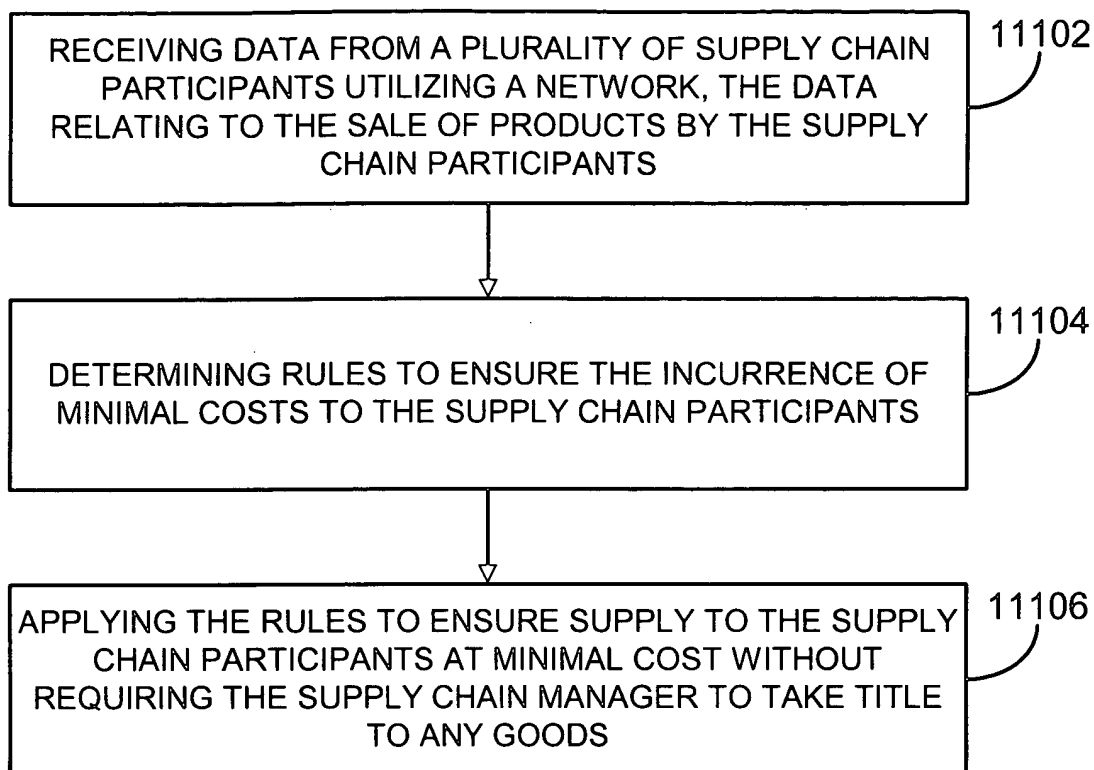 RECEIVING DATA FROM A PLURALITY OF SUPPLY CHAIN
PARTICIPANTS UTILIZING A NETWORK, THE DATA
RELATING TO THE SALE OF PRODUCTS BY THE SUPPLY
CHAIN PARTICIPANTS
11102
DETERMINING RULES TO ENSURE THE INCURRENCE OF
MINIMAL COSTS TO THE SUPPLY CHAIN PARTICIPANTS
11104
APPLYING THE RULES TO ENSURE SUPPLY TO THE SUPPLY
CHAIN PARTICIPANTS AT MINIMAL COST WITHOUT
REQUIRING THE SUPPLY CHAIN MANAGER TO TAKE TITLE
TO ANY GOODS
11106